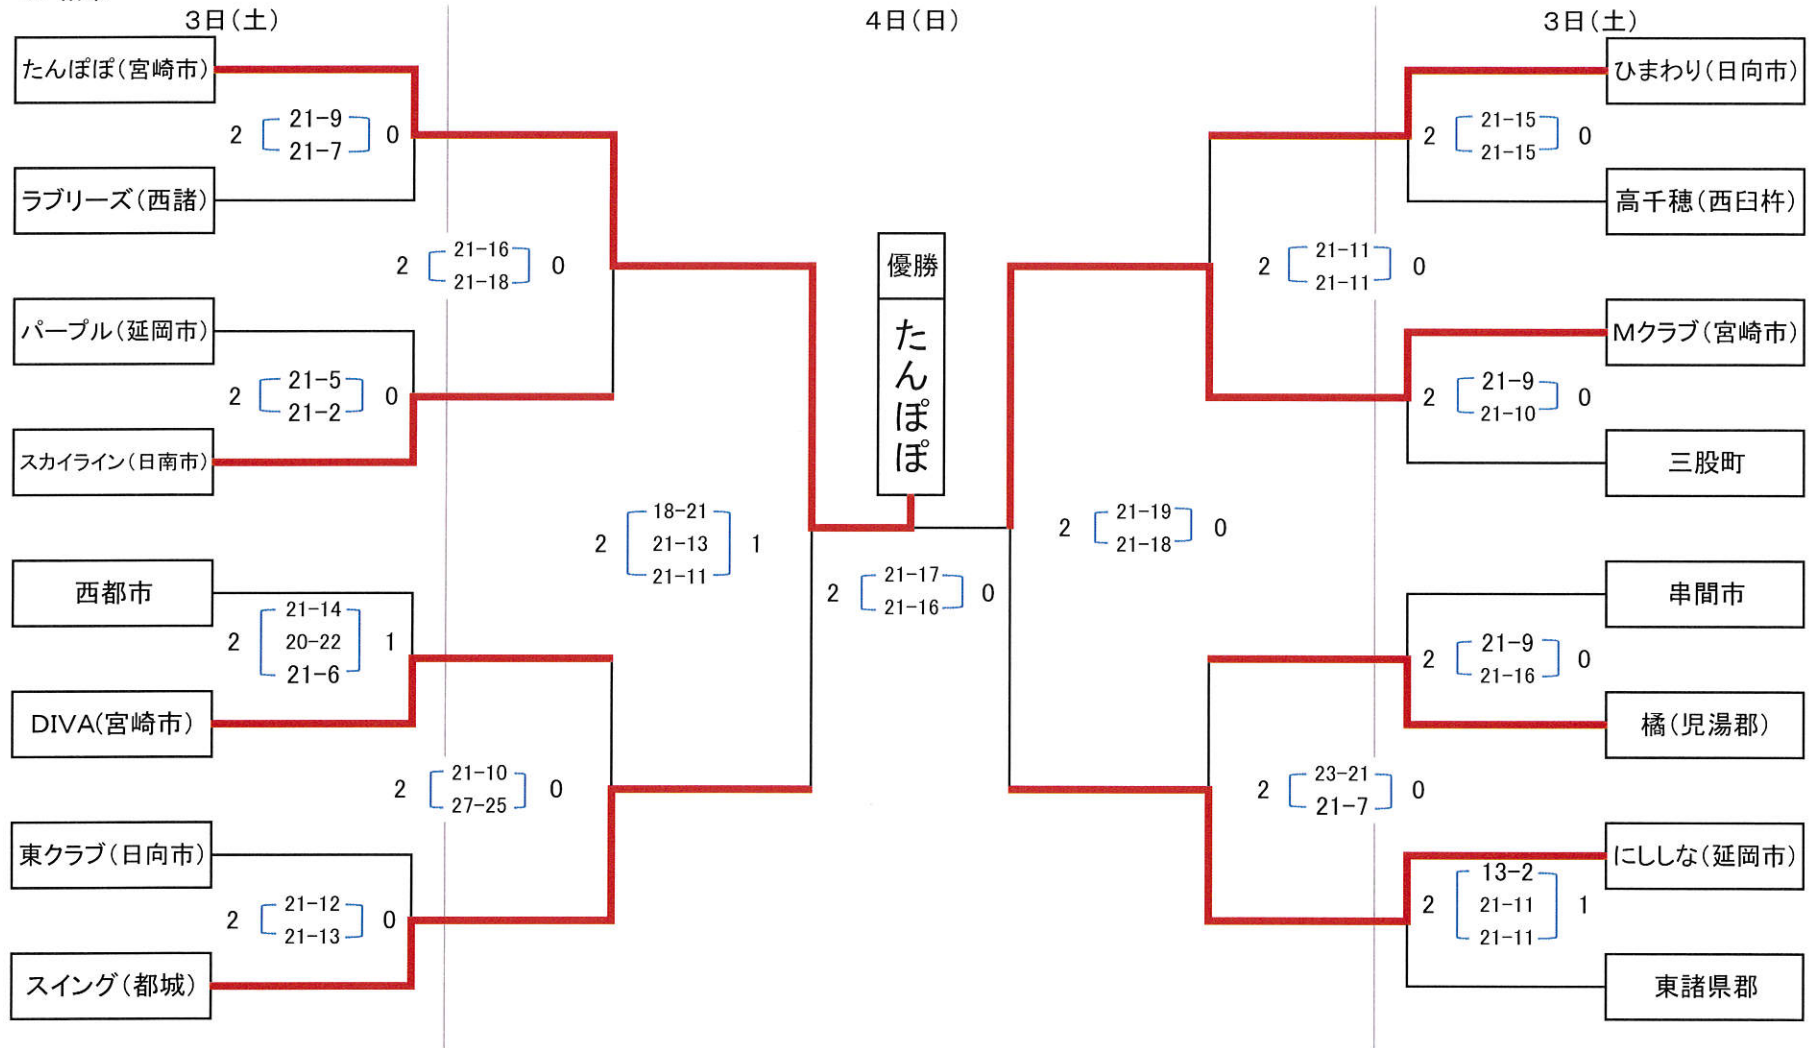 3日(土)
4日(日)
3日(土)
たんぽぽ(宮崎市)
2 21-9 0
21-7
ラブリーズ(西諸)
2 21-16 0
21-18
パープル(延岡市)
2 21-5 0
21-2
スカイライン(日南市)
2 18-21 1
21-13
21-11
西都市
2 21-14 1
20-22
21-6
DIVA(宮崎市)
2 21-10 0
27-25
東クラブ(日向市)
2 21-12 0
21-13
スイング(都城)
優勝
たんぽぽ
2 21-17 0
21-16
ひまわり(日向市)
2 21-15 0
21-15
高千穂(西臼杵)
2 21-11 0
21-11
Mクラブ(宮崎市)
2 21-9 0
21-10
三股町
2 21-19 0
21-18
串間市
2 21-9 0
21-16
橘(児湯郡)
2 23-21 0
21-7
にししな(延岡市)
2 13-2 1
21-11
21-11
東諸県郡